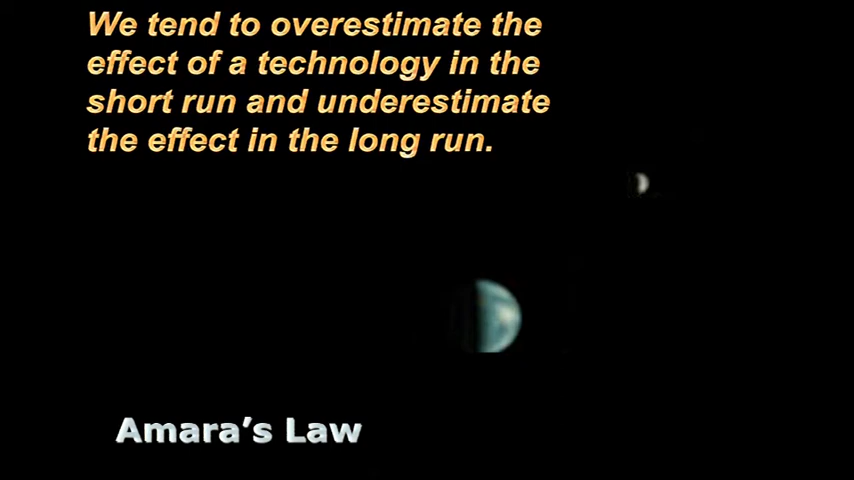 We tend to overestimate the
effect of a technology in the
short run and underestimate
the effect in the long run.
Amara’s Law